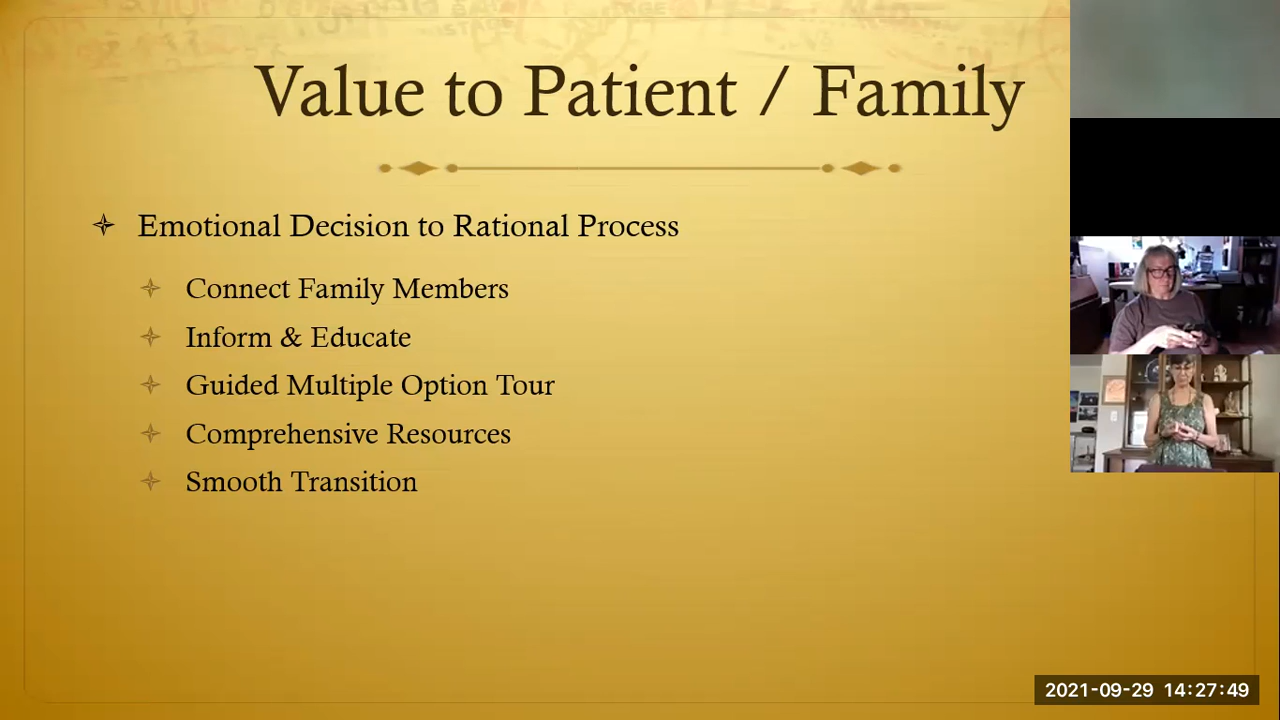 Value to Patient / Family
Emotional Decision to Rational Process
Connect Family Members
Inform & Educate
Guided Multiple Option Tour
Comprehensive Resources
Smooth Transition
2021-09-29 14:27:49